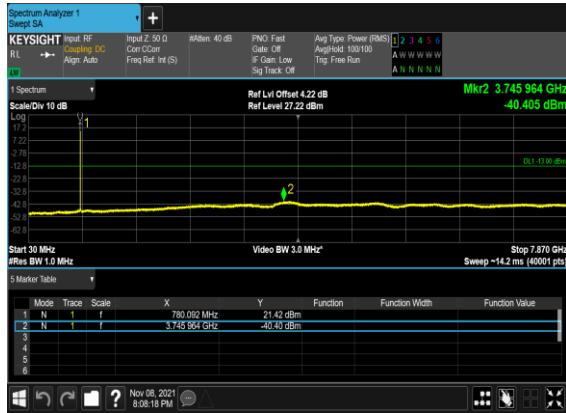 Spectrum Analyzer 1
Swept SA
+
KEYSIGHT Input: RF Input Z: 50 Ω #Atten: 40 dB PNO: Fast Avg Type: Power (RMS) 1 2 3 4 5 6
RL Coupling: DC Corr CCorr Gate: Off Avg|Hold: 100/100 A W W W W W
Align: Auto Freq Ref: Int (S) IF Gain: Low Trig: Free Run
LW Sig Track: Off A N N N N N
1 Spectrum Ref Lvl Offset 4.22 dB Mkr2 3.745 964 GHz
Scale/Div 10 dB Ref Level 27.22 dBm -40.405 dBm
Log
17.2
7.22
-2.78
-12.8
-22.8
-32.8
-42.8
-52.8
-62.8
1
DL1 -13.00 dBm
2
Start 30 MHz Video BW 3.0 MHz* Stop 7.870 GHz
#Res BW 1.0 MHz Sweep ~14.2 ms (40001 pts)
5 Marker Table
Mode Trace Scale X Y Function Function Width Function Value
1 N 1 f 780.092 MHz 21.42 dBm
2 N 1 f 3.745 964 GHz -40.40 dBm
3
4
5
6
? Nov 08, 2021
8:08:18 PM